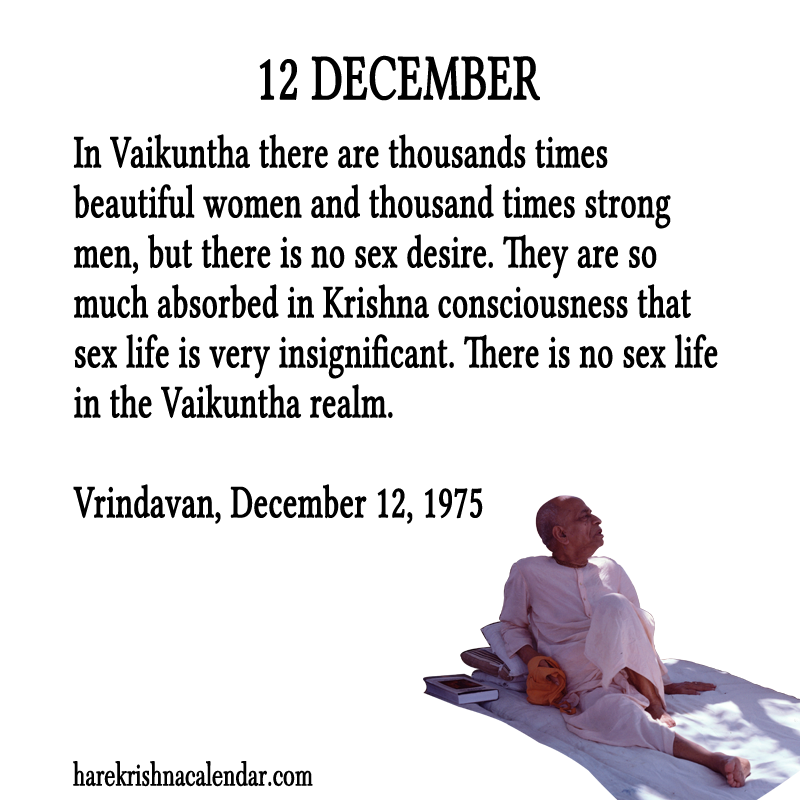 12 DECEMBER
In Vaikuntha there are thousands times
beautiful women and thousand times strong
men, but there is no sex desire. They are so
much absorbed in Krishna consciousness that
sex life is very insignificant. There is no sex life
in the Vaikuntha realm.
Vrindavan, December 12, 1975
harekrishnacalendar.com